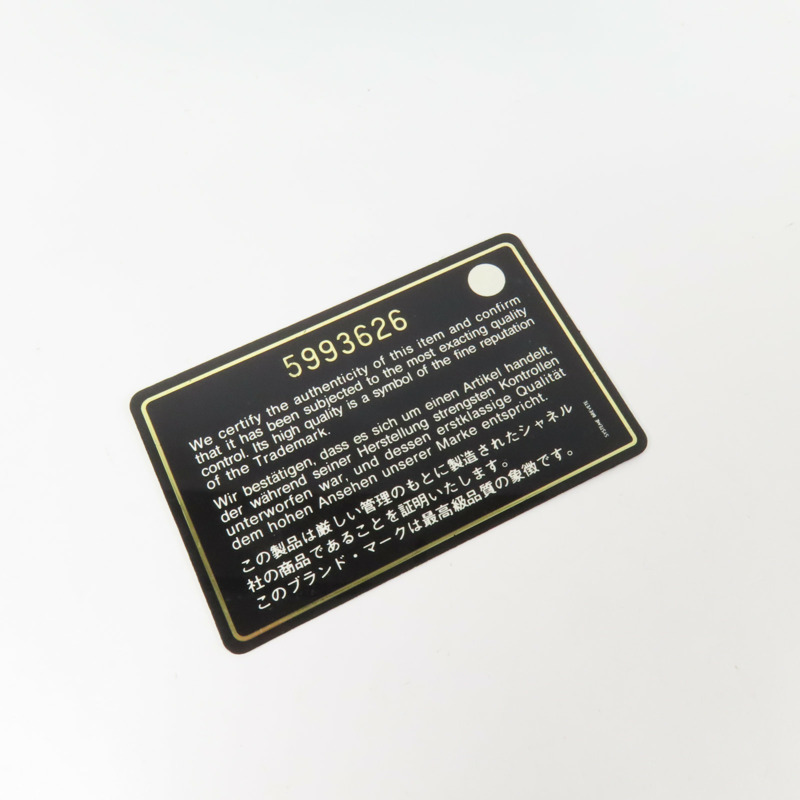 5993626
We certify the authenticity of this item and confirm
that it has been subjected to the most exacting quality
control. Its high quality is a symbol of the fine reputation
of the Trademark.
Wir bestätigen, dass es sich um einen Artikel handelt,
der während seiner Herstellung strengsten Kontrollen
unterworfen war, und dessen erstklassige Qualität
dem hohen Ansehen unserer Marke entspricht.
この製品は厳しい管理のもとに製造されたシャネル
社の商品であることを証明いたします。
このブランド・マークは最高級品質の象徴です。